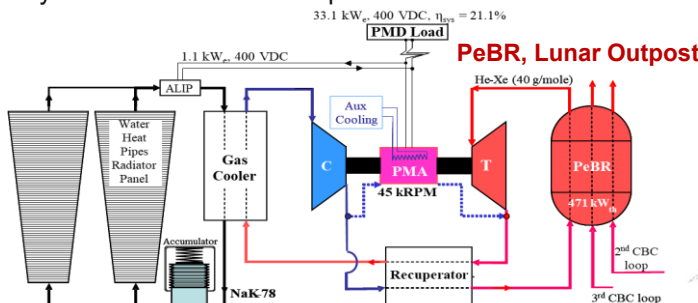 33.1 kWe, 400 VDC, ηsys = 21.1%
PMD Load
PeBR, Lunar Outpost
1.1 kWe, 400 VDC
ALIP
He-Xe (40 g/mole)
Aux
Cooling
Water
Heat
Pipes
Radiator
Panel
Gas
Cooler
C
PMA
T
PeBR
45 kRPM
471 kWth
Accumulator
Recuperator
2nd CBC
loop
NaK-78
3rd CBC loop